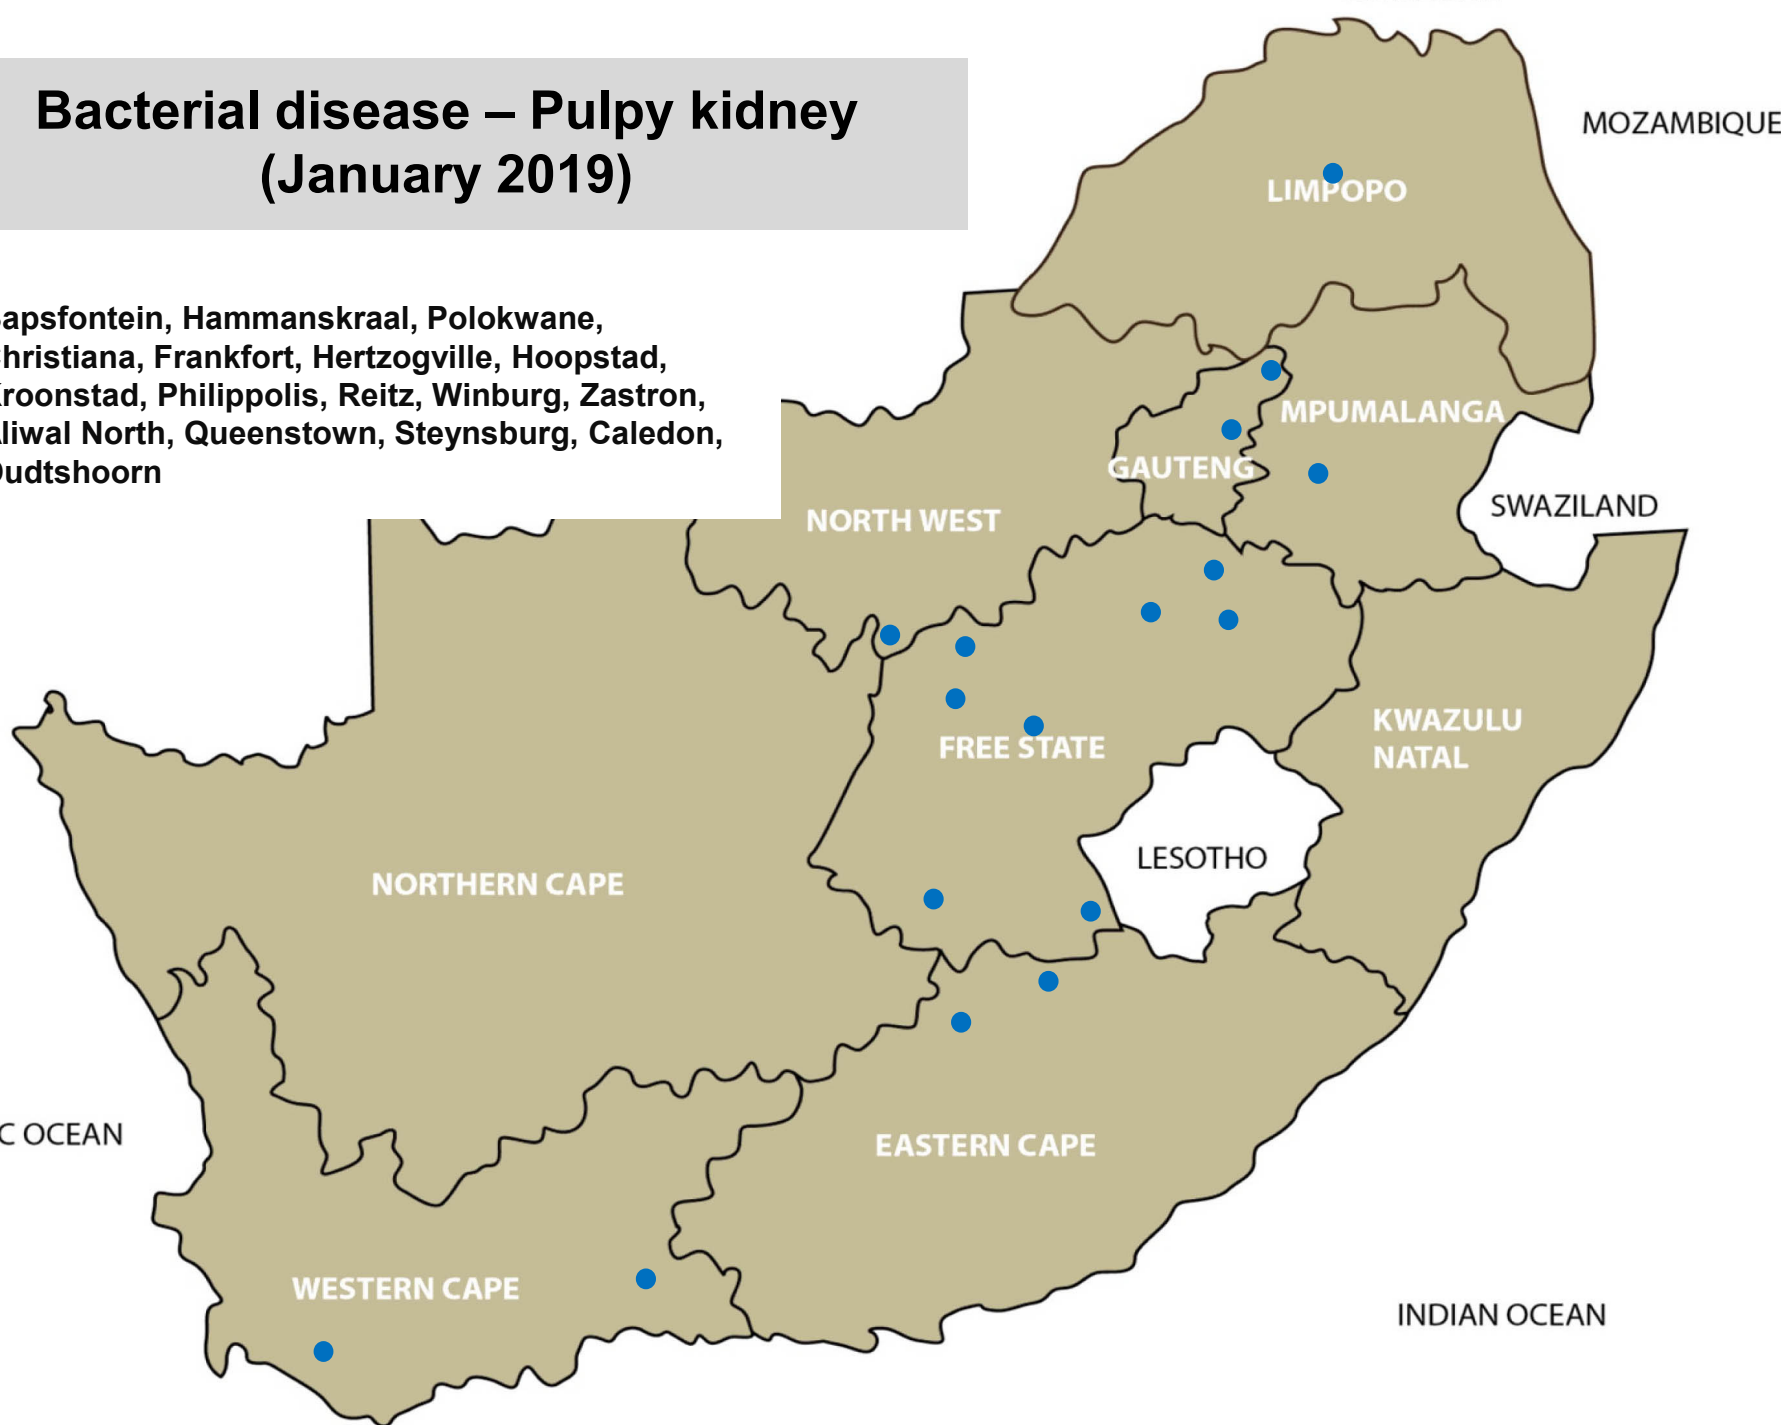 Bacterial disease – Pulpy kidney
(January 2019)
MOZAMBIQUE
LIMPOPO
apsfontein, Hammanskraal, Polokwane,
hristiana, Frankfort, Hertzogville, Hoopstad,
roonstad, Philippolis, Reitz, Winburg, Zastron,
liwal North, Queenstown, Steynsburg, Caledon,
udtshoorn
MPUMALANGA
GAUTENG
SWAZILAND
NORTH WEST
KWAZULU
NATAL
FREE STATE
LESOTHO
NORTHERN CAPE
C OCEAN
EASTERN CAPE
WESTERN CAPE
INDIAN OCEAN